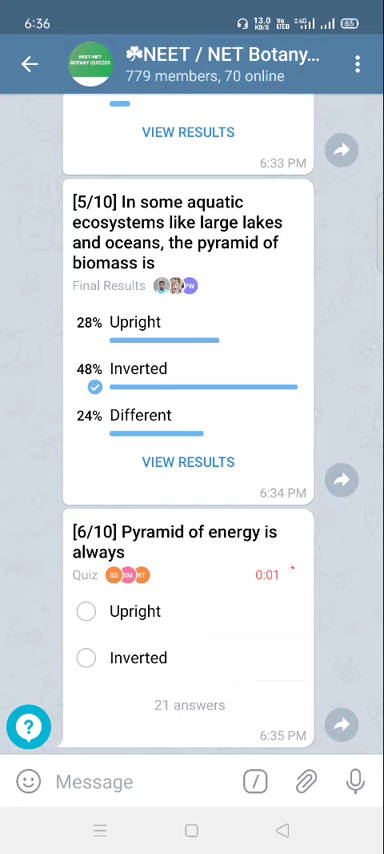 6:36
13.0 KB/S
Vo LTE
4G
65
NEET/NET
BOTANY QUIZZES
☘NEET / NET Botany...
779 members, 70 online
VIEW RESULTS
6:33 PM
[5/10] In some aquatic
ecosystems like large lakes
and oceans, the pyramid of
biomass is
Final Results
PW
28% Upright
48% Inverted
24% Different
VIEW RESULTS
6:34 PM
[6/10] Pyramid of energy is
always
Quiz SS SM RT 0:01
Upright
Inverted
21 answers
6:35 PM
Message